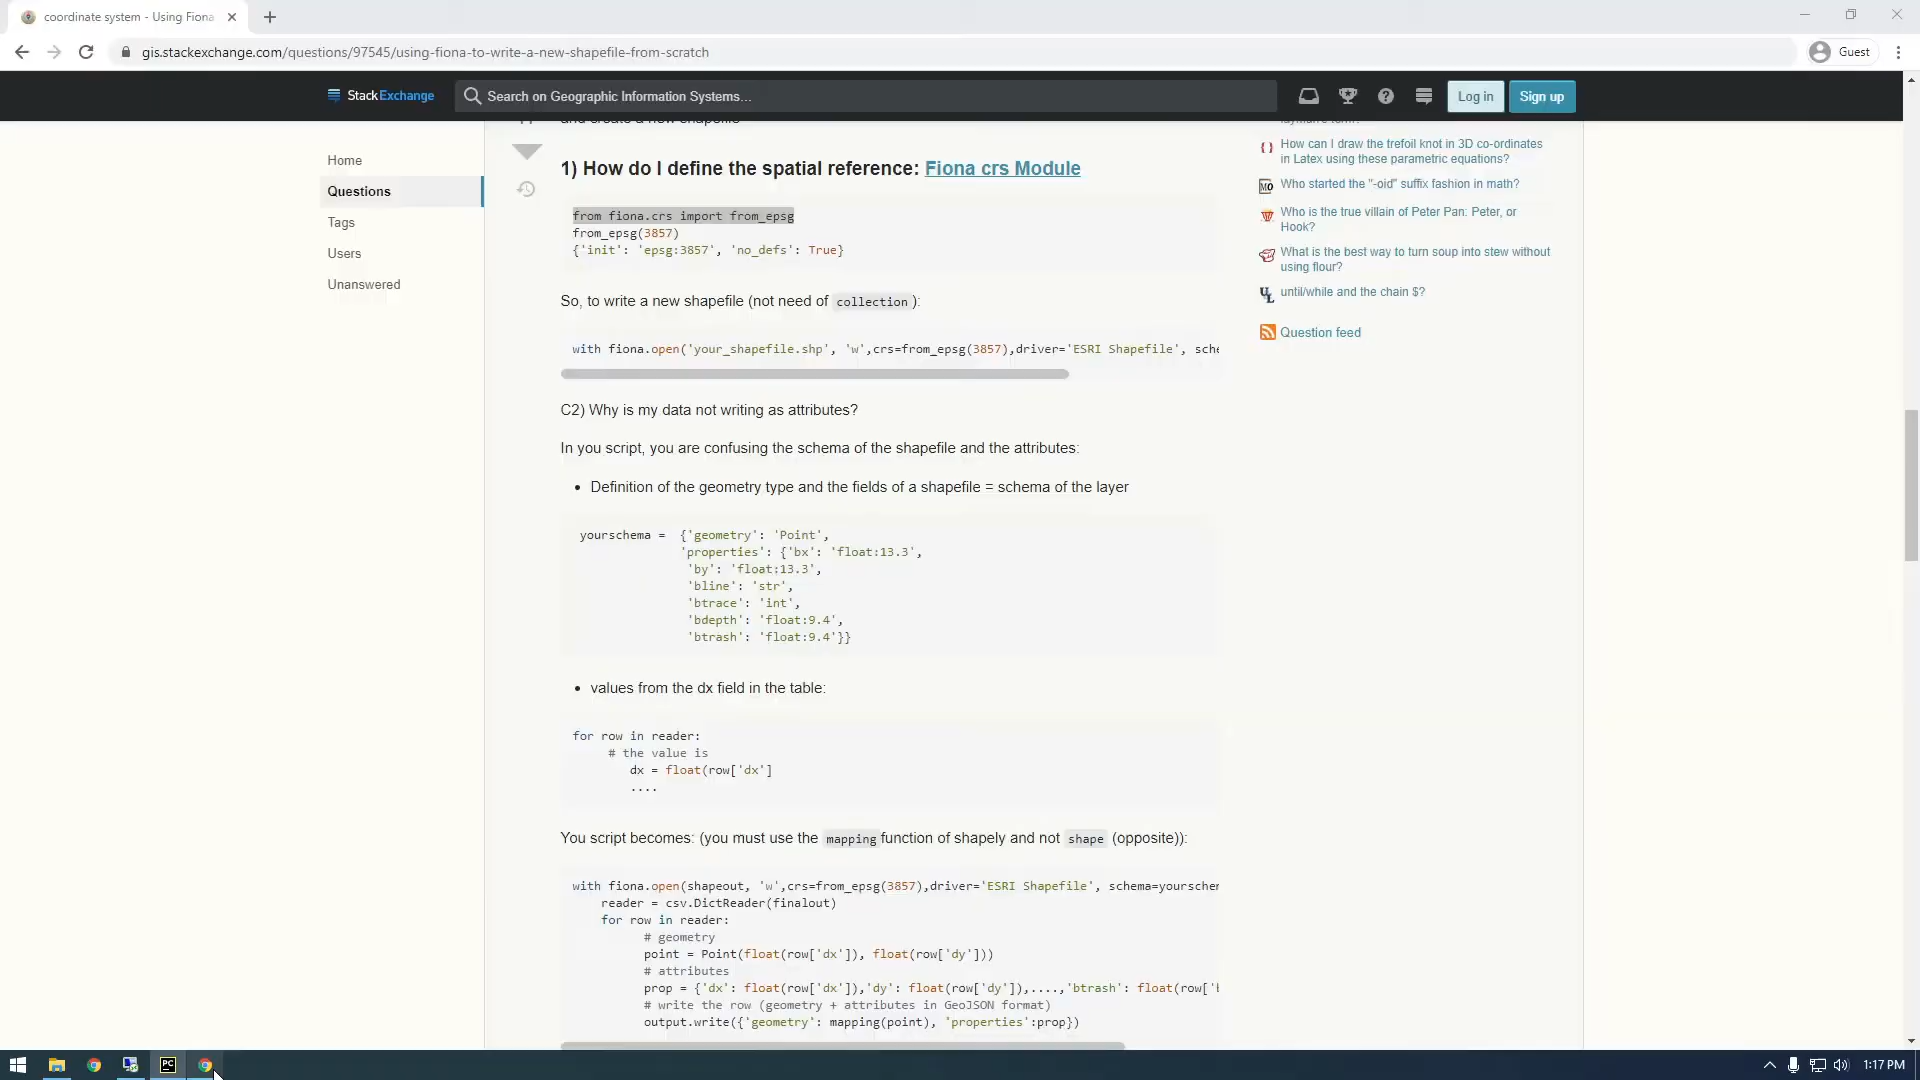 coordinate system - Using Fiona
gis.stackexchange.com/questions/97545/using-fiona-to-write-a-new-shapefile-from-scratch
Guest
StackExchange
Search on Geographic Information Systems...
Log in
Sign up
Home
Questions
Tags
Users
Unanswered
and create a new shapefile
1) How do I define the spatial reference: Fiona crs Module
from fiona.crs import from_epsg
from_epsg(3857)
{'init': 'epsg:3857', 'no_defs': True}
So, to write a new shapefile (not need of collection ):
with fiona.open('your_shapefile.shp', 'w',crs=from_epsg(3857),driver='ESRI Shapefile', sche
C2) Why is my data not writing as attributes?
In you script, you are confusing the schema of the shapefile and the attributes:
• Definition of the geometry type and the fields of a shapefile = schema of the layer
yourschema =  {'geometry': 'Point',
'properties': {'bx': 'float:13.3',
'by': 'float:13.3',
'bline': 'str',
'btrace': 'int',
'bdepth': 'float:9.4',
'btrash': 'float:9.4'}}
• values from the dx field in the table:
for row in reader:
# the value is
dx = float(row['dx']
....
You script becomes: (you must use the mapping function of shapely and not shape (opposite)):
with fiona.open(shapeout, 'w',crs=from_epsg(3857),driver='ESRI Shapefile', schema=yourschem
reader = csv.DictReader(finalout)
for row in reader:
# geometry
point = Point(float(row['dx']), float(row['dy']))
# attributes
prop = {'dx': float(row['dx']),'dy': float(row['dy']),....,'btrash': float(row['b
# write the row (geometry + attributes in GeoJSON format)
output.write({'geometry': mapping(point), 'properties':prop})
layman's term?
How can I draw the trefoil knot in 3D co-ordinates
in Latex using these parametric equations?
MO
Who started the "-oid" suffix fashion in math?
Who is the true villain of Peter Pan: Peter, or
Hook?
What is the best way to turn soup into stew without
using flour?
UL
until/while and the chain $?
Question feed
PC
1:17 PM